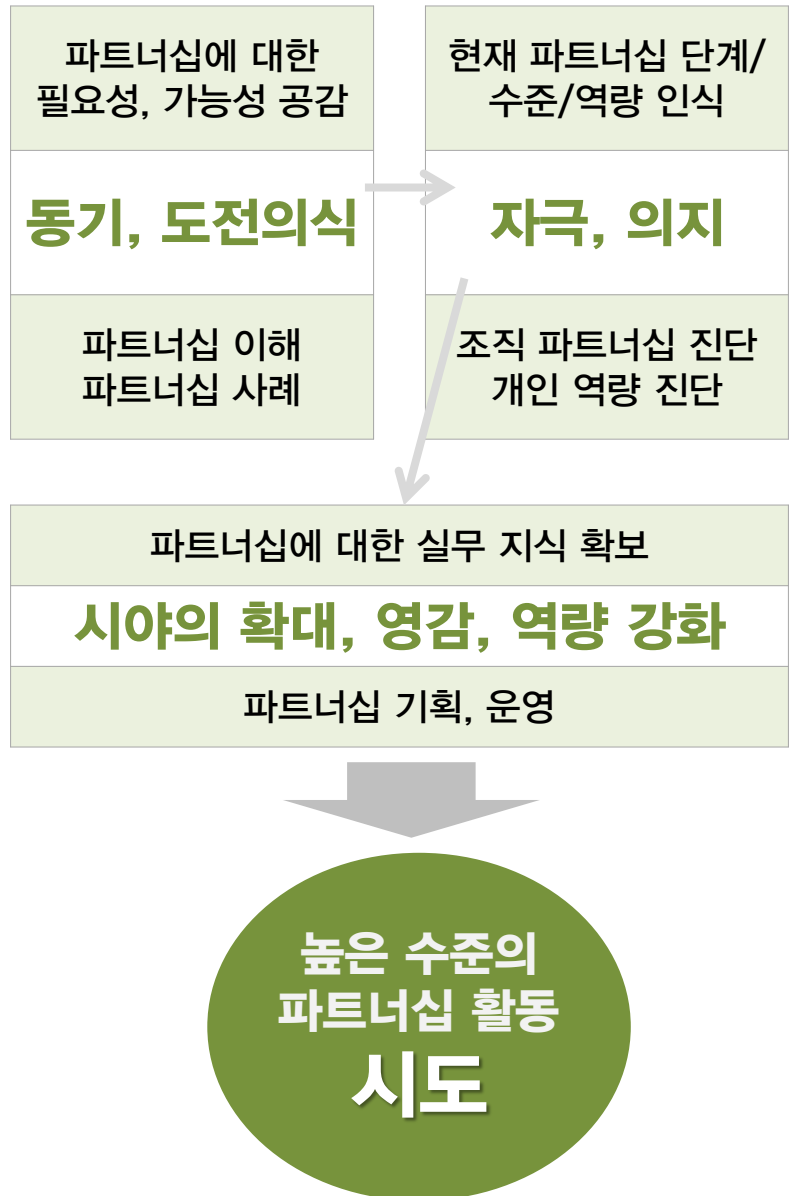 파트너십에 대한
필요성, 가능성 공감
동기, 도전의식
파트너십 이해
파트너십 사례
현재 파트너십 단계/
수준/역량 인식
자극, 의지
조직 파트너십 진단
개인 역량 진단
파트너십에 대한 실무 지식 확보
시야의 확대, 영감, 역량 강화
파트너십 기획, 운영
높은 수준의
파트너십 활동
시도